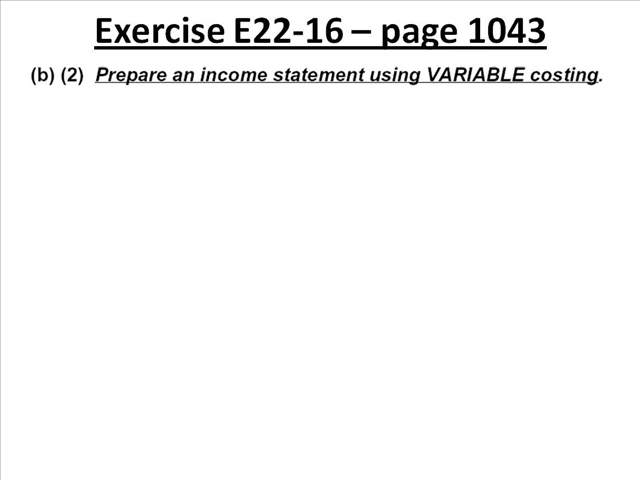 Exercise E22-16 – page 1043
(b) (2) Prepare an income statement using VARIABLE costing.